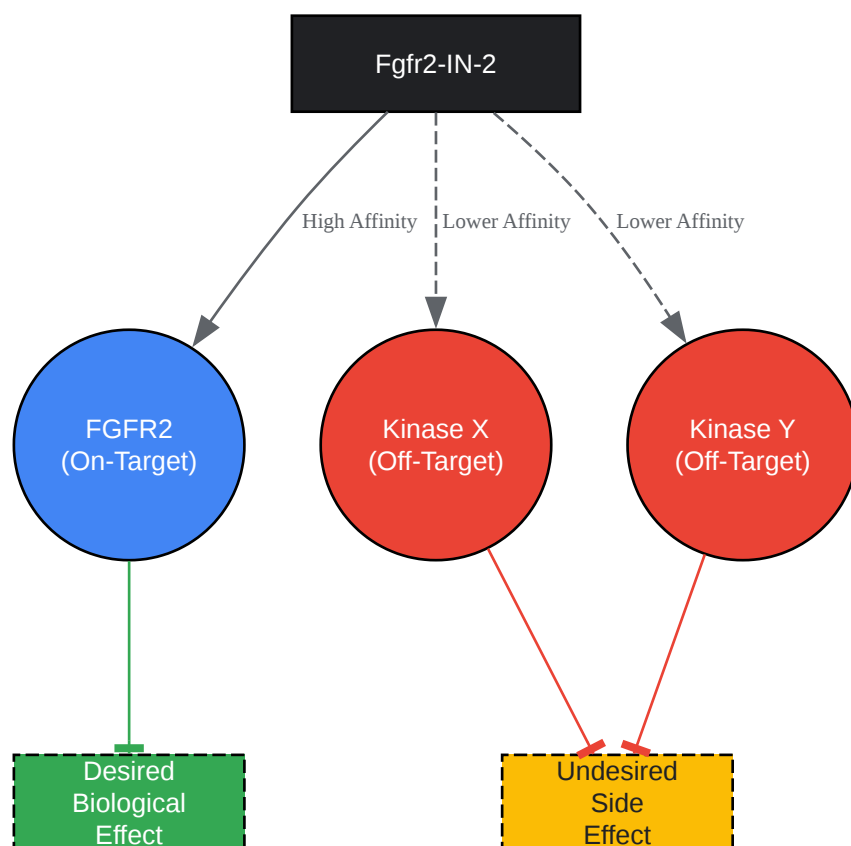 Fgfr2-IN-2
High Affinity
Lower Affinity
Lower Affinity
FGFR2
(On-Target)
Kinase X
(Off-Target)
Kinase Y
(Off-Target)
Desired
Biological
Effect
Undesired
Side
Effect